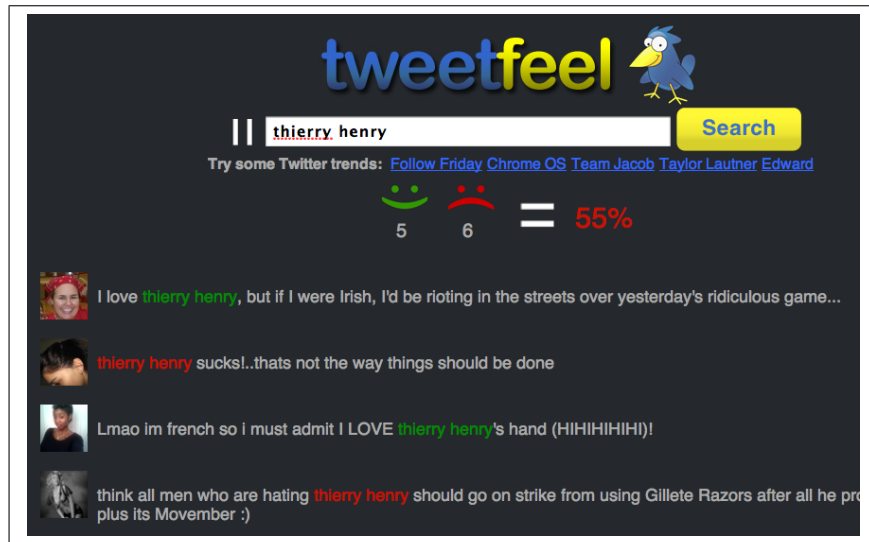 tweetfeel
thierry henry
Search
Try some Twitter trends: Follow Friday Chrome OS Team Jacob Taylor Lautner Edward
5 6 = 55%
I love thierry henry, but if I were Irish, I'd be rioting in the streets over yesterday's ridiculous game...
thierry henry sucks!..thats not the way things should be done
Lmao im french so i must admit I LOVE thierry henry's hand (HIHIHIHIHI)!
think all men who are hating thierry henry should go on strike from using Gillete Razors after all he
plus its Movember :)